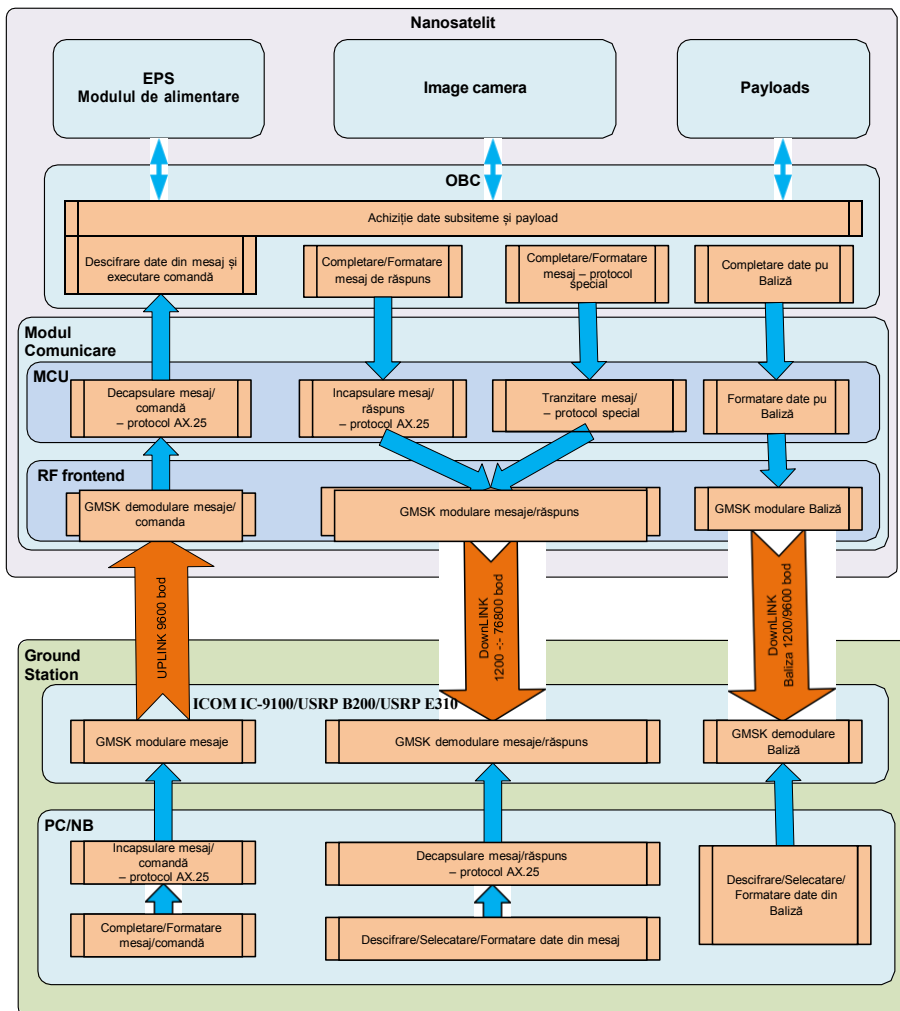 Nanosatelit
EPS
Modulul de alimentare
Image camera
Payloads
OBC
Achiziție date subsiteme și payload
Descifrare date din mesaj și
executare comandă
Completare/Formatare
mesaj de răspuns
Completare/Formatare
mesaj – protocol
special
Completare date pu
Baliză
Modul
Comunicare
MCU
Decapsulare mesaj/
comandă
– protocol AX.25
Incapsulare mesaj/
răspuns
– protocol AX.25
Tranzitare mesaj/
– protocol special
Formatare date pu
Baliză
RF frontend
GMSK demodulare mesaje/
comanda
GMSK modulare mesaje/răspuns
GMSK modulare Baliză
UPLINK 9600 bod
DownLINK
1200 -:- 76800 bod
DownLINK
Baliza 1200/9600 bod
Ground
Station
ICOM IC-9100/USRP B200/USRP E310
GMSK modulare mesaje
GMSK demodulare mesaje/răspuns
GMSK demodulare
Baliză
PC/NB
Incapsulare mesaj/
comandă
– protocol AX.25
Decapsulare mesaj/răspuns
– protocol AX.25
Descifrare/Selecatare/
Formatare date din
Baliză
Completare/Formatare
mesaj/comandă
Descifrare/Selecatare/Formatare date din mesaj